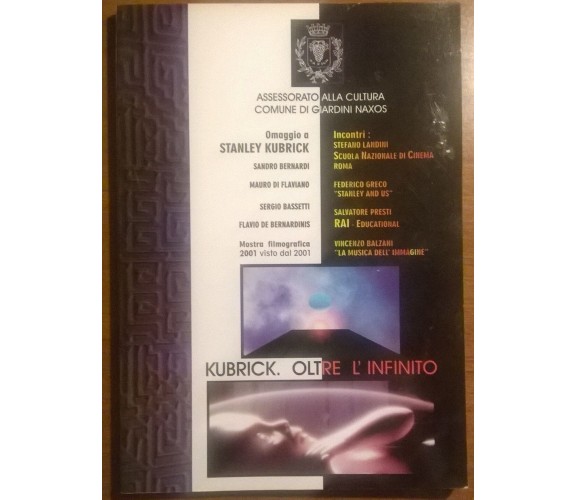 ASSESSORATO ALLA CULTURA
COMUNE DI GIARDINI NAXOS
Omaggio a
STANLEY KUBRICK
SANDRO BERNARDI
MAURO DI FLAVIANO
SERGIO BASSETTI
FLAVIO DE BERNARDINIS
Mostra filmografica
2001 visto dal 2001
Incontri :
STEFANO LANDINI
SCUOLA NAZIONALE DI CINEMA
ROMA
FEDERICO GRECO
"STANLEY AND US"
SALVATORE PRESTI
RAI - EDUCATIONAL
VINCENZO BALZANI
"LA MUSICA DELL' IMMAGINE"
KUBRICK. OLTRE L' INFINITO